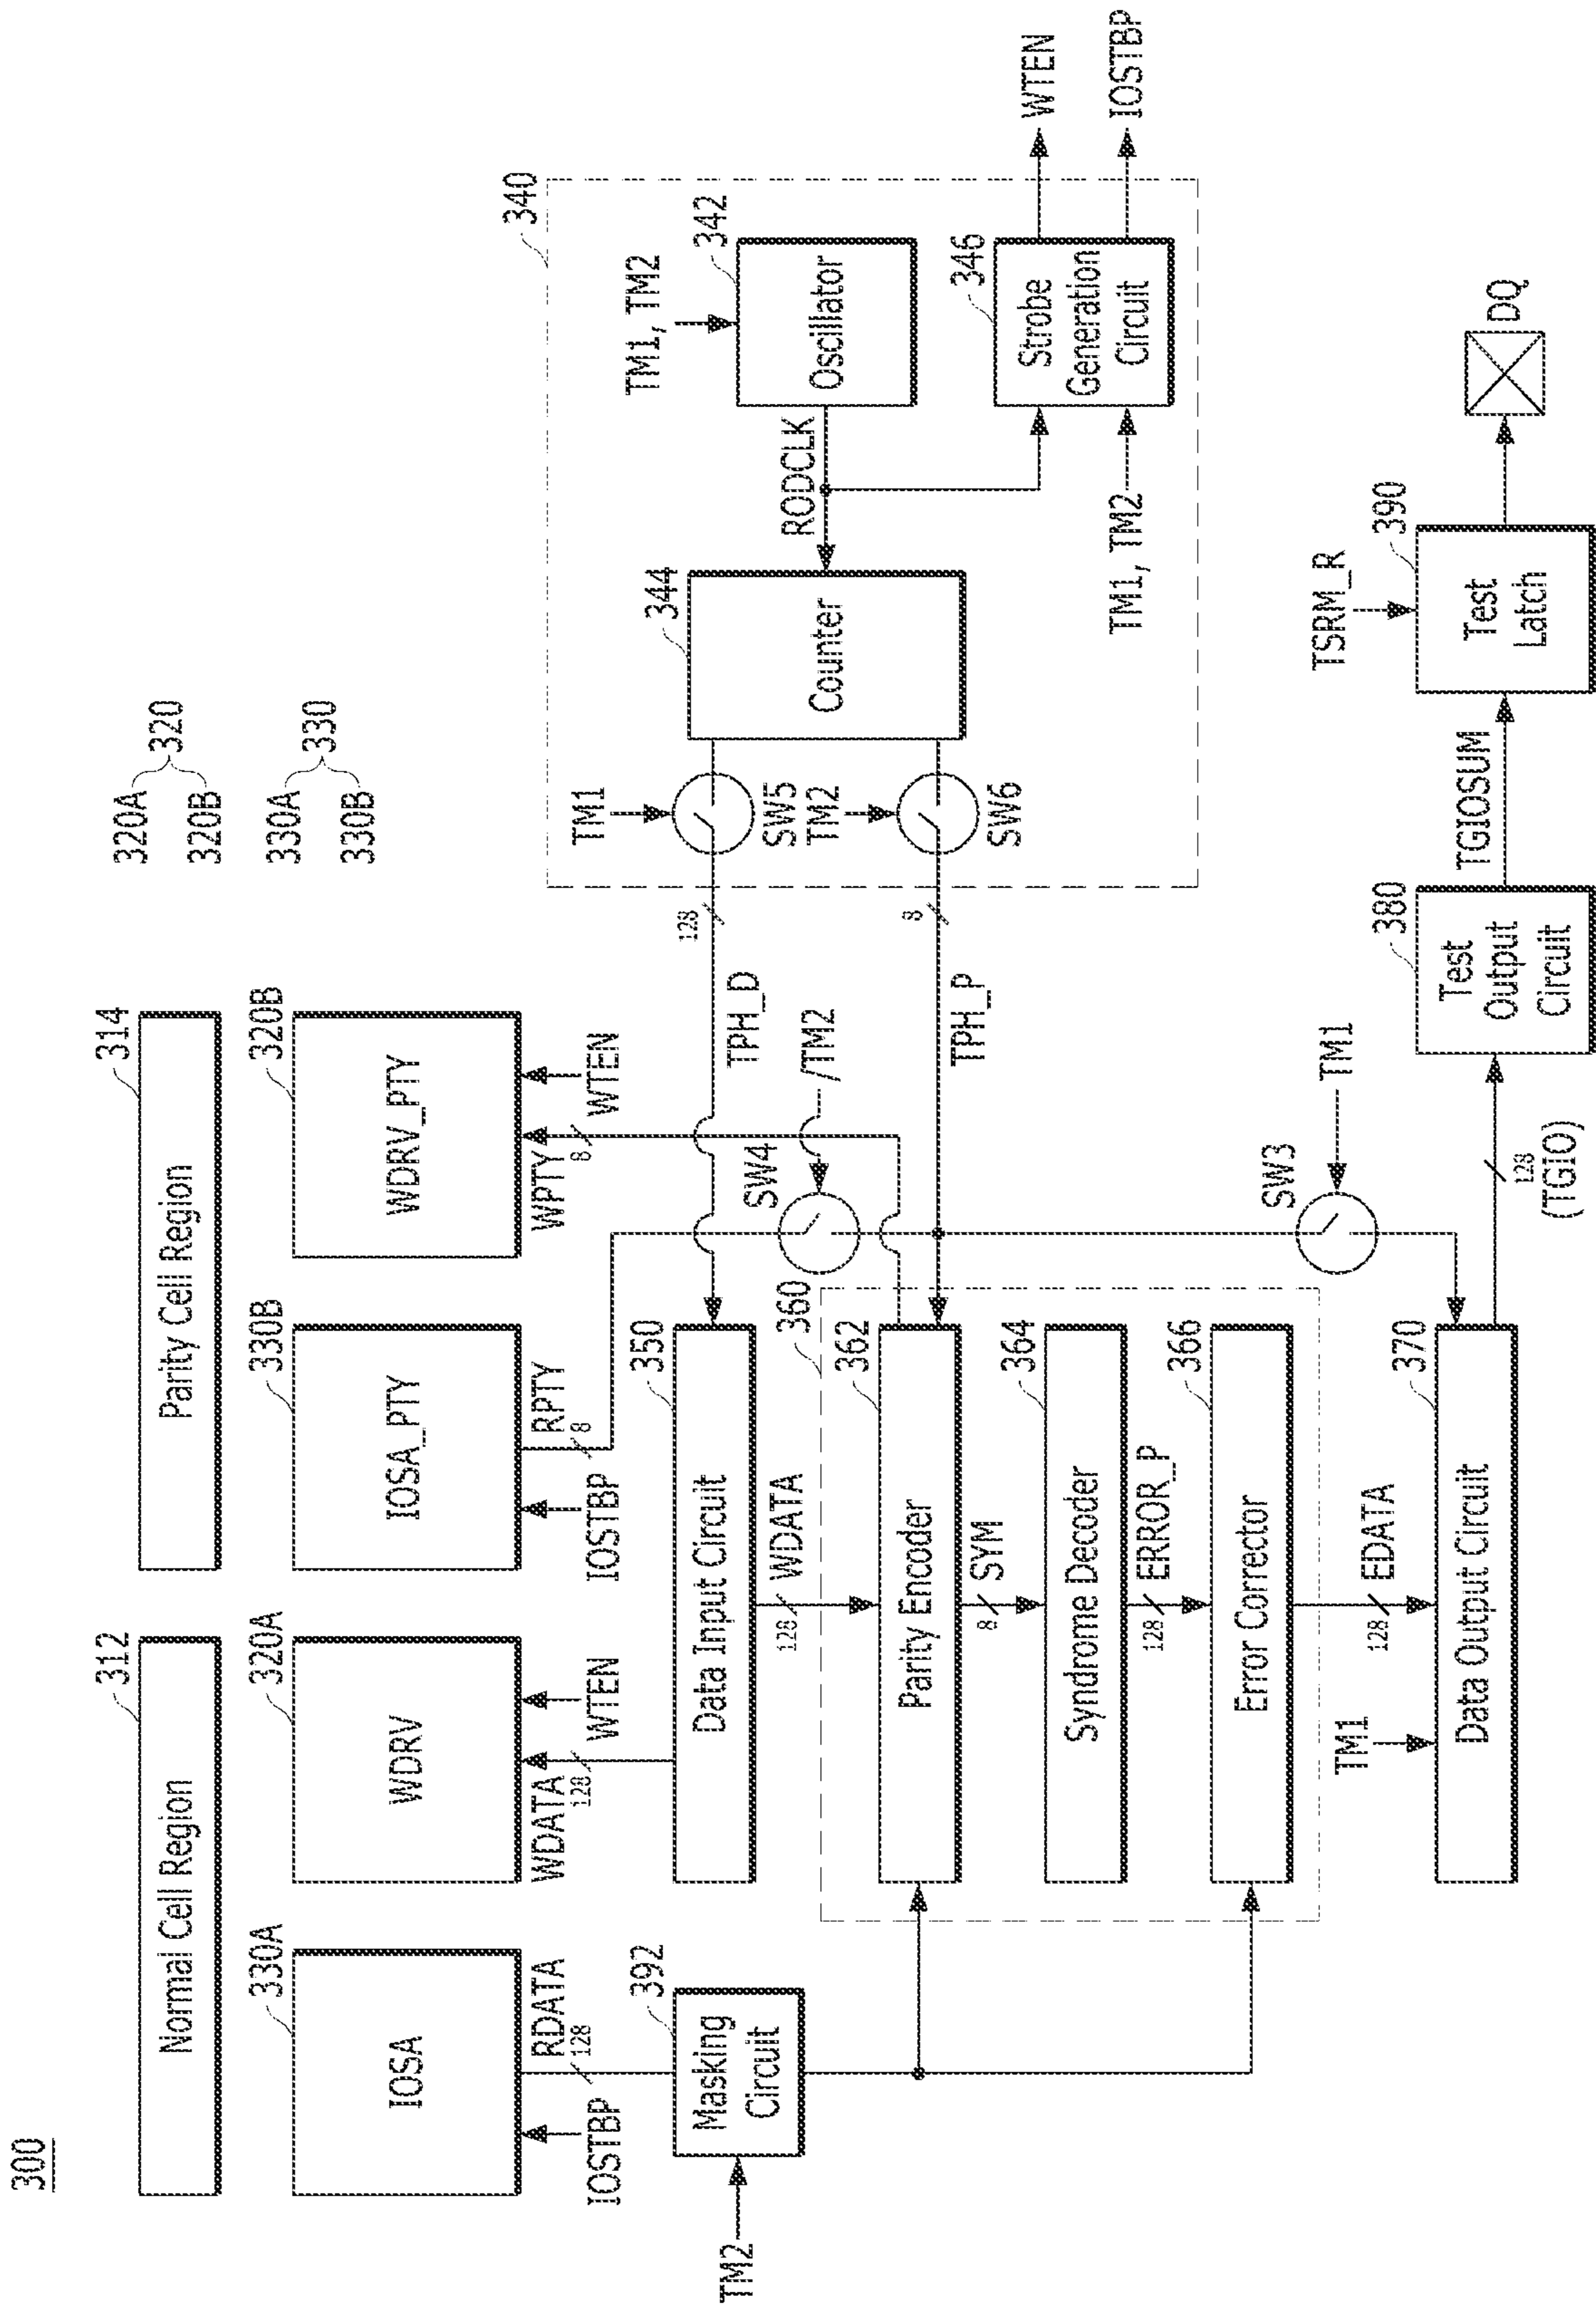 300
312
Normal Cell Region
314
Parity Cell Region
320A
320B
320
330A
330B
330
330A
IOSA
320A
WDRV
330B
IOSA_PTY
320B
WDRV_PTY
IOSTBP
RDATA
128
WDATA
128
WTEN
IOSTBP
RPTY
8
WPTY
8
WTEN
TM2
392
Masking
Circuit
350
Data Input Circuit
128
WDATA
TPH_D
128
SW4
/TM2
TPH_P
8
340
TM1
SW5
TM2
SW6
344
Counter
RODCLK
TM1, TM2
342
Oscillator
TM1, TM2
346
Strobe
Generation
Circuit
WTEN
IOSTBP
360
362
Parity Encoder
8
SYM
364
Syndrome Decoder
128
ERROR_P
366
Error Corrector
SW3
TM1
128
EDATA
TM1
370
Data Output Circuit
128
(TGIO)
380
Test
Output
Circuit
TGIOSUM
TSRM_R
390
Test
Latch
DQ